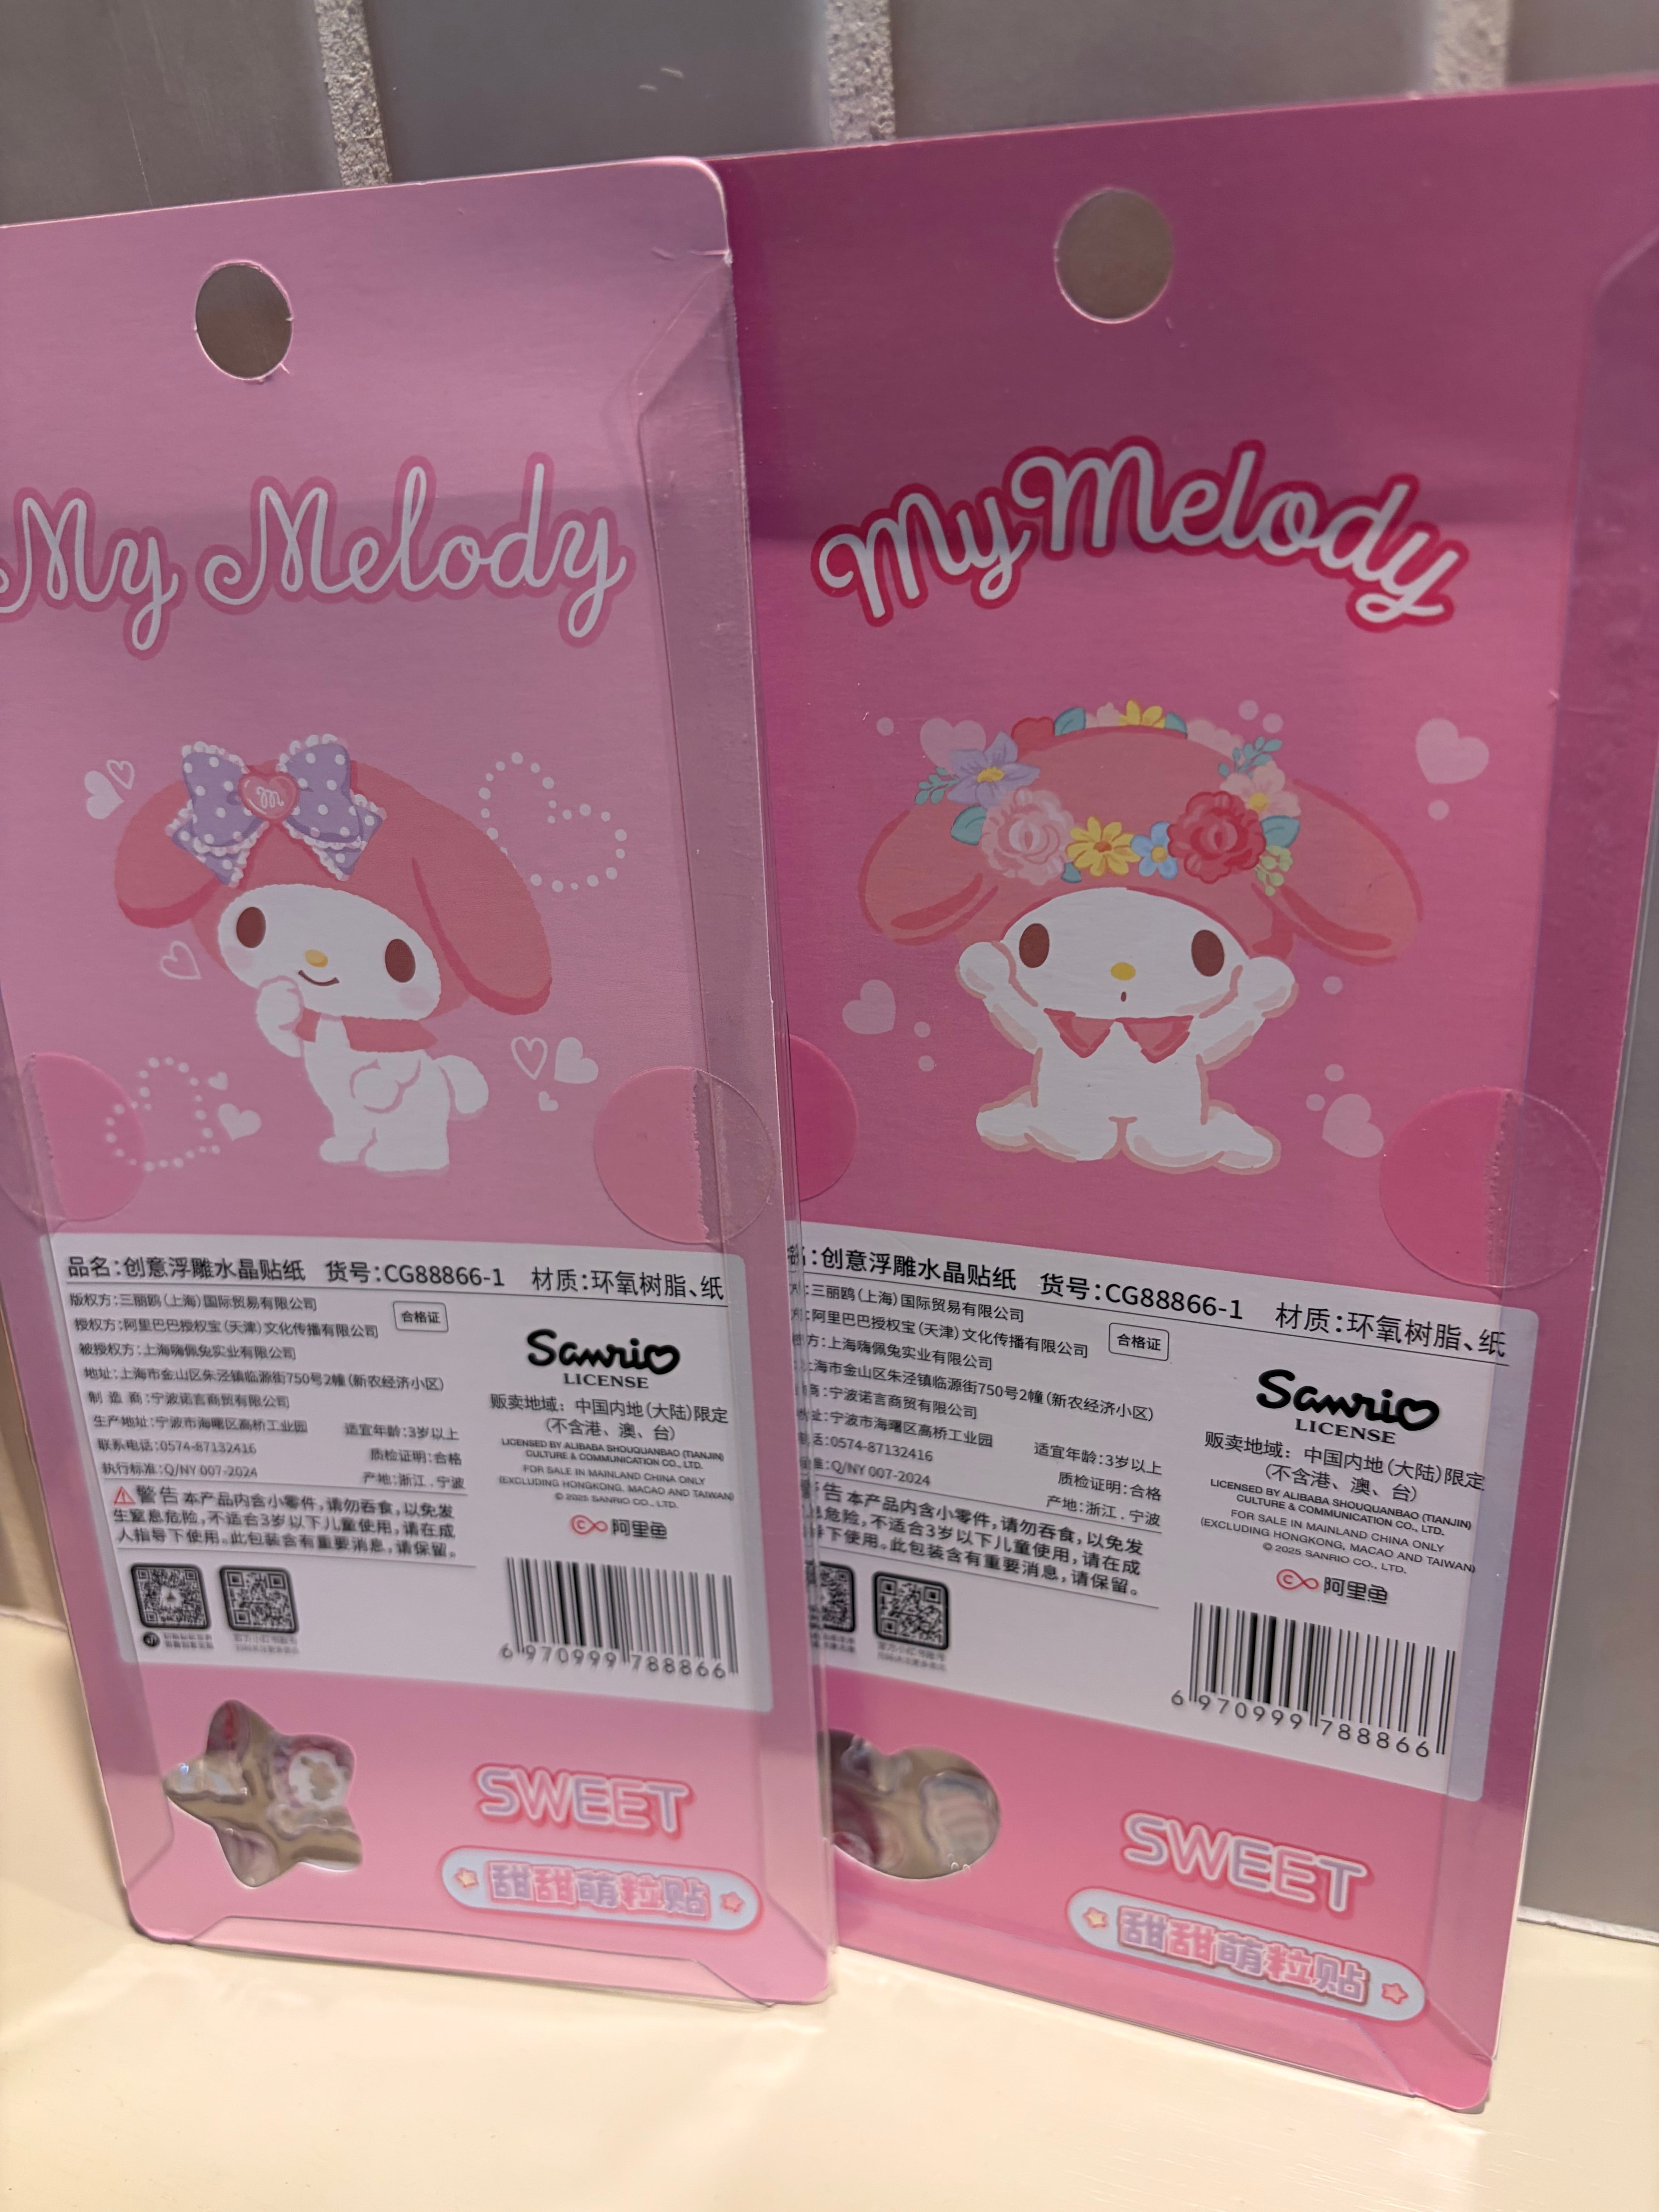 My Melody
品名:创意浮雕水晶贴纸 货号:CG88866-1 材质:环氧树脂、纸
版权方:三丽鸥(上海)国际贸易有限公司
授权方:阿里巴巴授权宝(天津)文化传播有限公司
合格证
被授权方:上海嗨佩兔实业有限公司
地址:上海市金山区朱泾镇临源街750号2幢(新农经济小区)
制 造 商:宁波诺言商贸有限公司
生产地址:宁波市海曙区高桥工业园 适宜年龄:3岁以上
联系电话:0574-87132416 质检证明:合格
执行标准:Q/NY 007-2024 产地:浙江.宁波
警告 本产品内含小零件,请勿吞食,以免发
生窒息危险,不适合3岁以下儿童使用,请在成
人指导下使用。此包装含有重要消息,请保留。
Sanrio
LICENSE
贩卖地域: 中国内地(大陆)限定
(不含港、澳、台)
LICENSED BY ALIBABA SHOUQUANBAO (TIANJIN)
CULTURE & COMMUNICATION CO., LTD.
FOR SALE IN MAINLAND CHINA ONLY
(EXCLUDING HONGKONG, MACAO AND TAIWAN)
© 2025 SANRIO CO., LTD.
阿里鱼
6 970999 788866
SWEET
甜甜萌粒贴
My Melody
名:创意浮雕水晶贴纸 货号:CG88866-1 材质:环氧树脂、纸
:三丽鸥(上海)国际贸易有限公司
:阿里巴巴授权宝(天津)文化传播有限公司
合格证
方:上海嗨佩兔实业有限公司
上海市金山区朱泾镇临源街750号2幢(新农经济小区)
商:宁波诺言商贸有限公司
址:宁波市海曙区高桥工业园 适宜年龄:3岁以上
话:0574-87132416 质检证明:合格
准:Q/NY 007-2024 产地:浙江.宁波
告 本产品内含小零件,请勿吞食,以免发
息危险,不适合3岁以下儿童使用,请在成
导下使用。此包装含有重要消息,请保留。
Sanrio
LICENSE
贩卖地域: 中国内地(大陆)限定
(不含港、澳、台)
LICENSED BY ALIBABA SHOUQUANBAO (TIANJIN)
CULTURE & COMMUNICATION CO., LTD.
FOR SALE IN MAINLAND CHINA ONLY
(EXCLUDING HONGKONG, MACAO AND TAIWAN)
© 2025 SANRIO CO., LTD.
阿里鱼
6 970999 788866
SWEET
甜甜萌粒贴